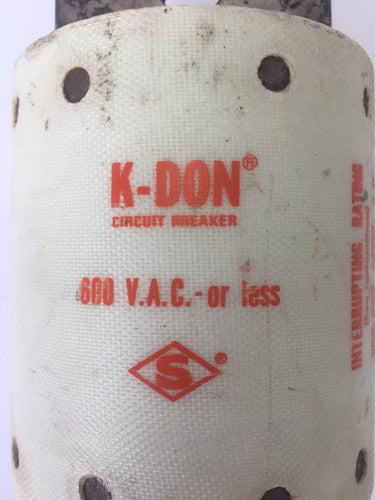 K-DON®
CIRCUIT BREAKER
600 V.A.C.-or less
S®
INTERRUPTING RATING